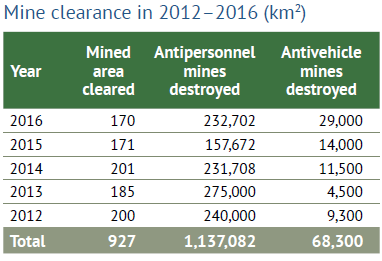 Mine clearance in 2012–2016 (km²)
Year Mined area cleared Antipersonnel mines destroyed Antivehicle mines destroyed
2016 170 232,702 29,000
2015 171 157,672 14,000
2014 201 231,708 11,500
2013 185 275,000 4,500
2012 200 240,000 9,300
Total 927 1,137,082 68,300